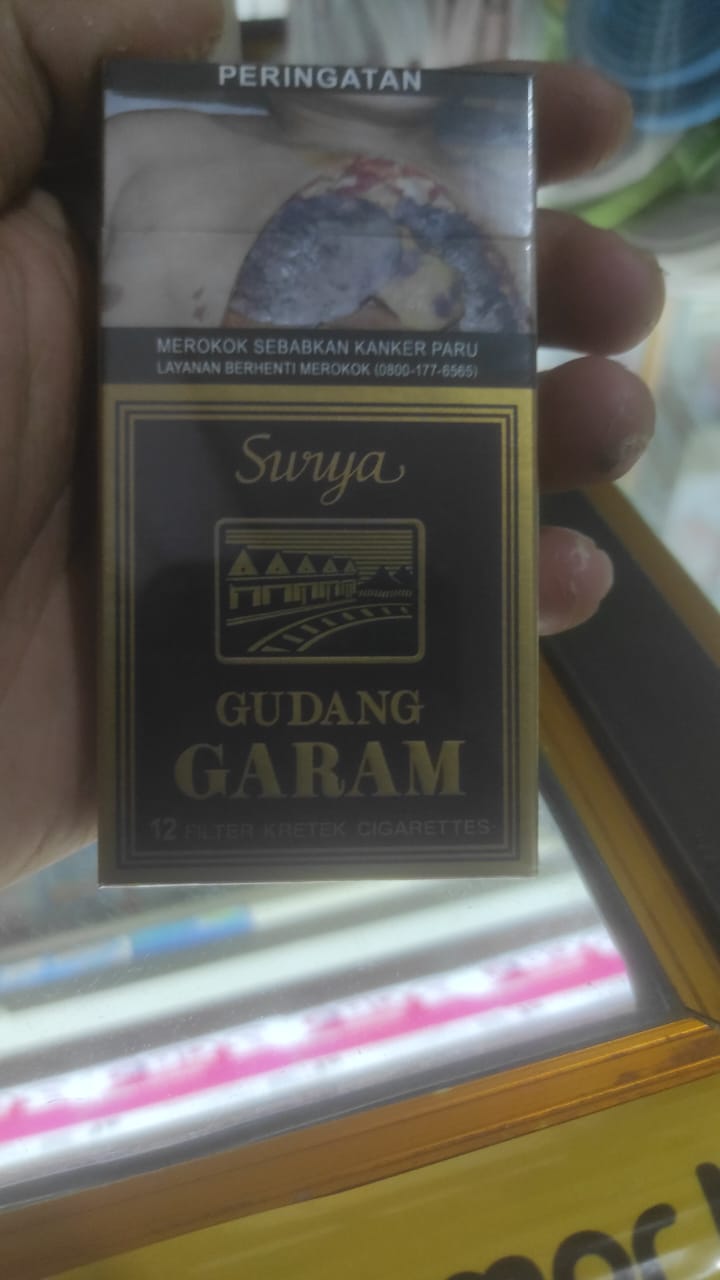 PERINGATAN
MEROKOK SEBABKAN KANKER PARU
LAYANAN BERHENTI MEROKOK (0800-177-6565)
Surya
GUDANG
GARAM
12 FILTER KRETEK CIGARETTES